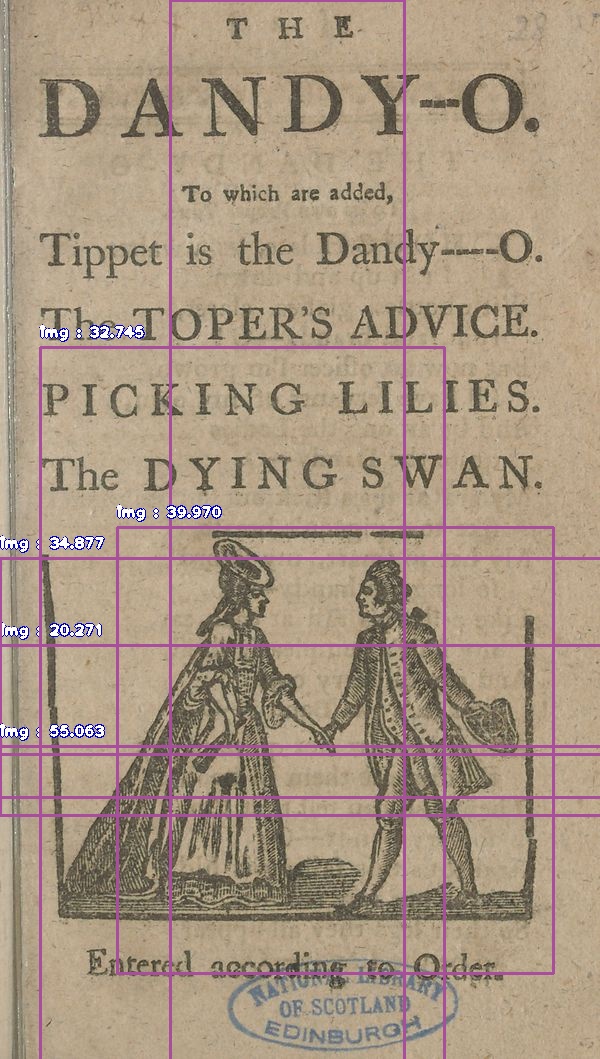 28
THE
DANDY--O.
To which are added,
Tippet is the Dandy----O.
The TOPER'S ADVICE.
Img : 32.745
PICKING LILIES.
The DYING SWAN.
Img : 39.970
Img : 34.877
Img : 20.271
Img : 55.063
Entered according to Order.
NATIONAL LIBRARY
OF SCOTLAND
EDINBURGH